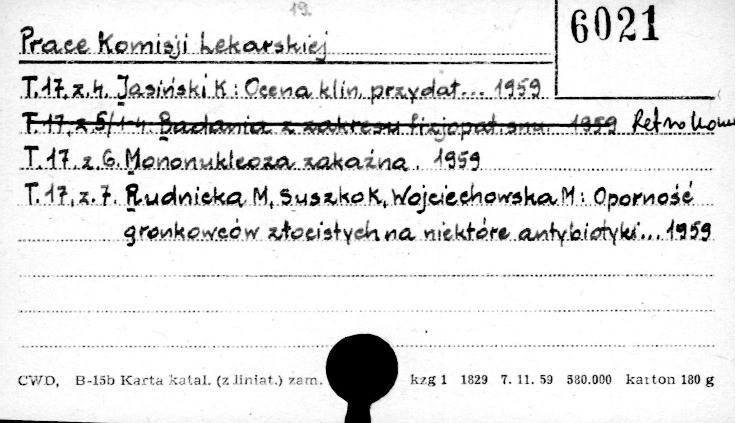 19.
6021
Prace Komisji Lekarskiej
T.17, z.4. Jasiński K: Ocena klin. przydat... 1959
T.17, z 5/1-4. Badania z zakresu fizjopat. snu. 1959
T.17. z. 6. Mononukleoza zakaźna. 1959
T.17, z. 7. Rudnicka M, Suszko K, Wojciechowska M: Oporność
gronkowców złocistych na niektóre antybiotyki... 1959
CWD, B-15b Karta katal. (z liniat.) zam. kzg 1 1829 7. 11. 59 580.000 karton 180 g